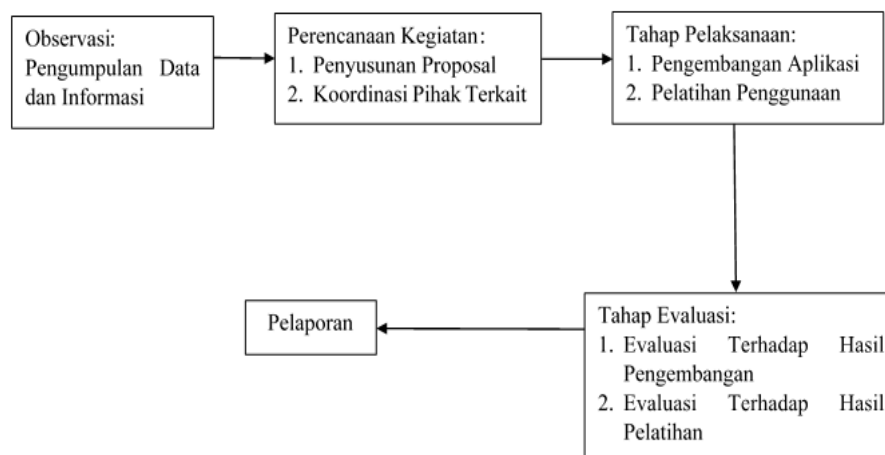 Observasi:
Pengumpulan Data
dan Informasi
Perencanaan Kegiatan:
1. Penyusunan Proposal
2. Koordinasi Pihak Terkait
Tahap Pelaksanaan:
1. Pengembangan Aplikasi
2. Pelatihan Penggunaan
Tahap Evaluasi:
1. Evaluasi Terhadap Hasil
Pengembangan
2. Evaluasi Terhadap Hasil
Pelatihan
Pelaporan